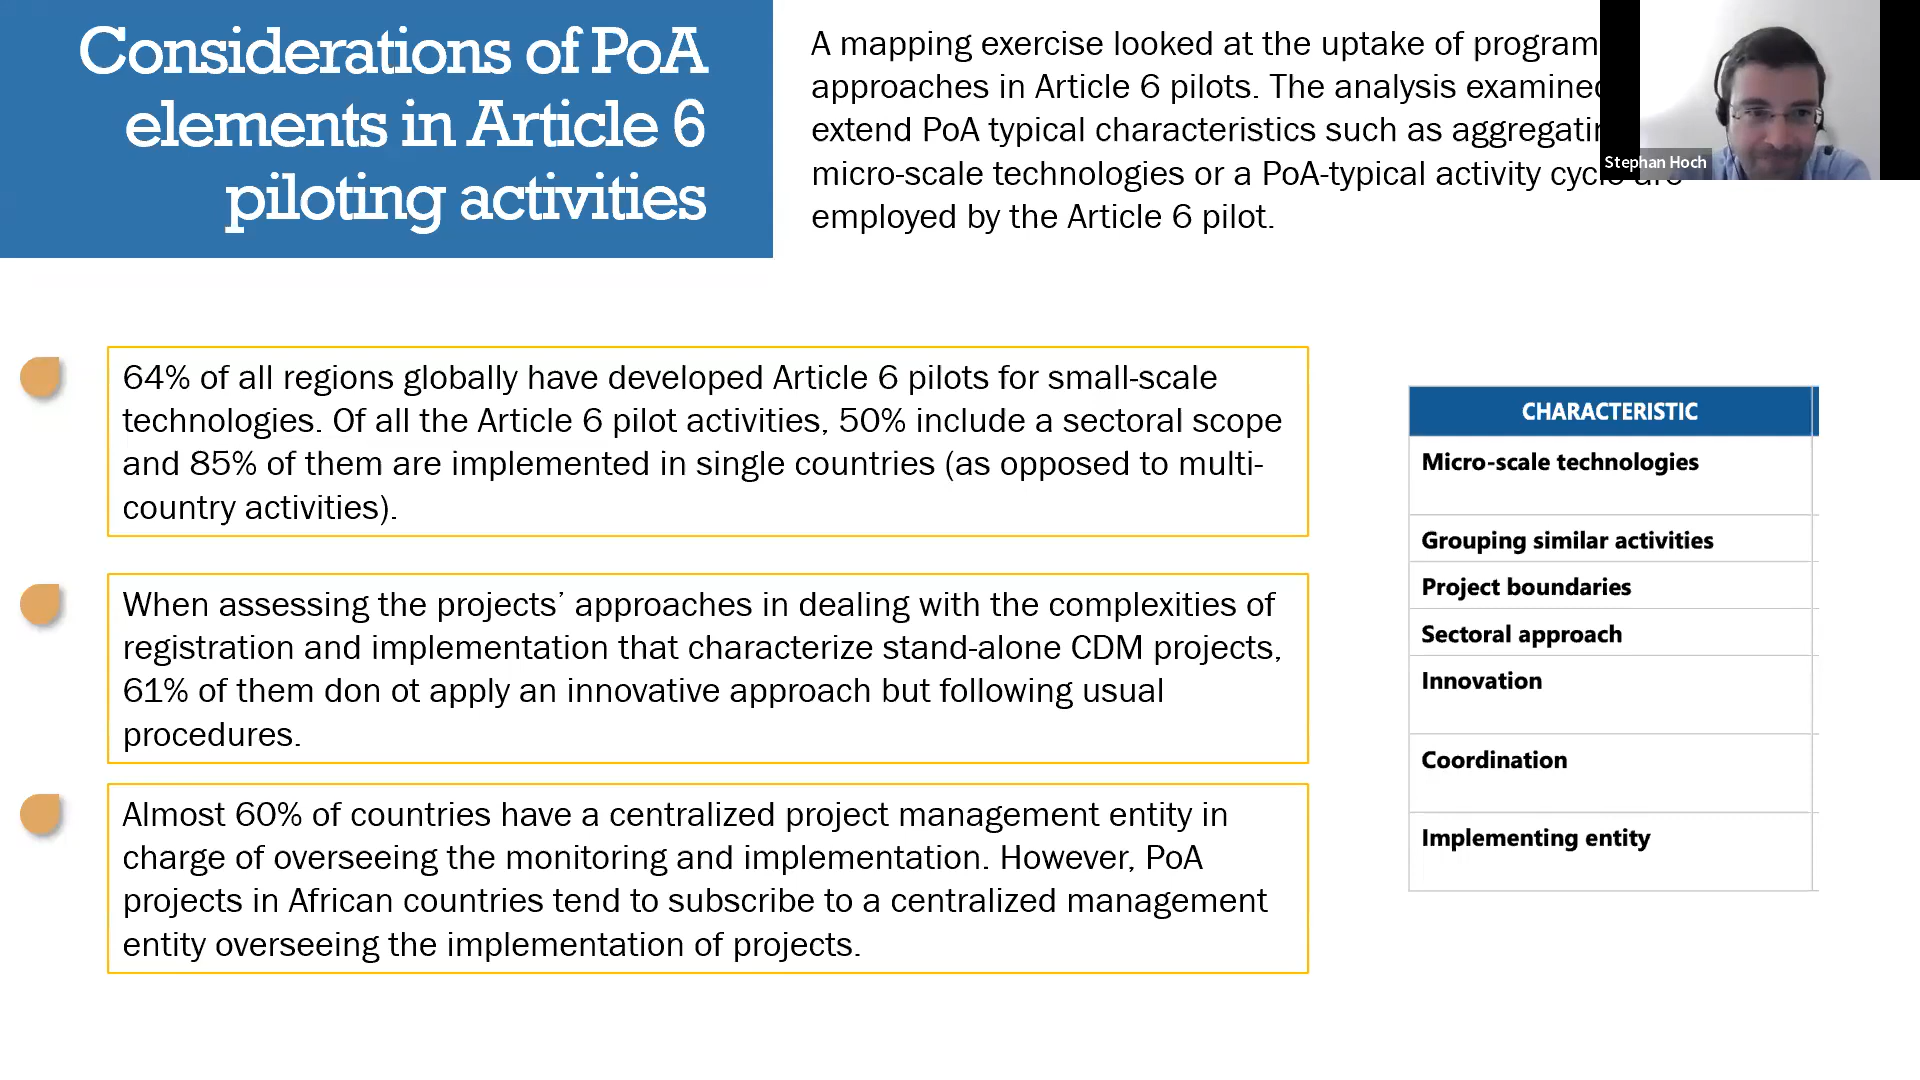 Considerations of PoA
elements in Article 6
piloting activities
A mapping exercise looked at the uptake of program
approaches in Article 6 pilots. The analysis examined
extend PoA typical characteristics such as aggregatin
micro-scale technologies or a PoA-typical activity cycle are
employed by the Article 6 pilot.
Stephan Hoch
64% of all regions globally have developed Article 6 pilots for small-scale
technologies. Of all the Article 6 pilot activities, 50% include a sectoral scope
and 85% of them are implemented in single countries (as opposed to multi-
country activities).
When assessing the projects’ approaches in dealing with the complexities of
registration and implementation that characterize stand-alone CDM projects,
61% of them don ot apply an innovative approach but following usual
procedures.
Almost 60% of countries have a centralized project management entity in
charge of overseeing the monitoring and implementation. However, PoA
projects in African countries tend to subscribe to a centralized management
entity overseeing the implementation of projects.
CHARACTERISTIC
Micro-scale technologies
Grouping similar activities
Project boundaries
Sectoral approach
Innovation
Coordination
Implementing entity